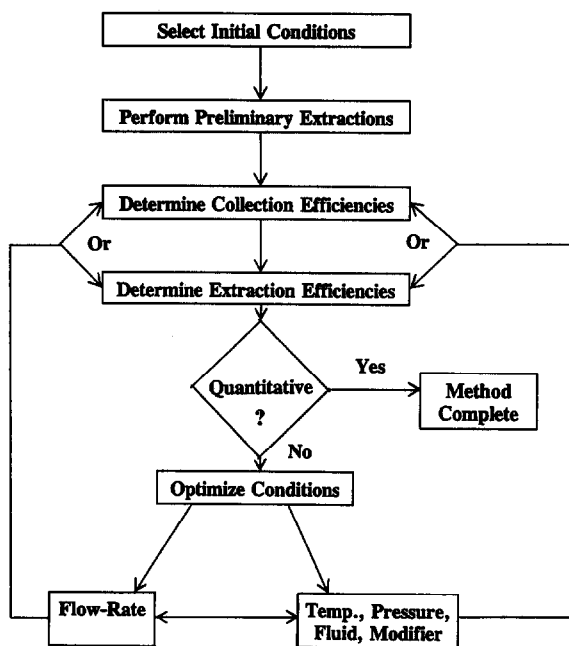 Select Initial Conditions
Perform Preliminary Extractions
Determine Collection Efficiencies
Or
Or
Determine Extraction Efficiencies
Quantitative
?
Yes
Method
Complete
No
Optimize Conditions
Flow-Rate
Temp., Pressure,
Fluid, Modifier